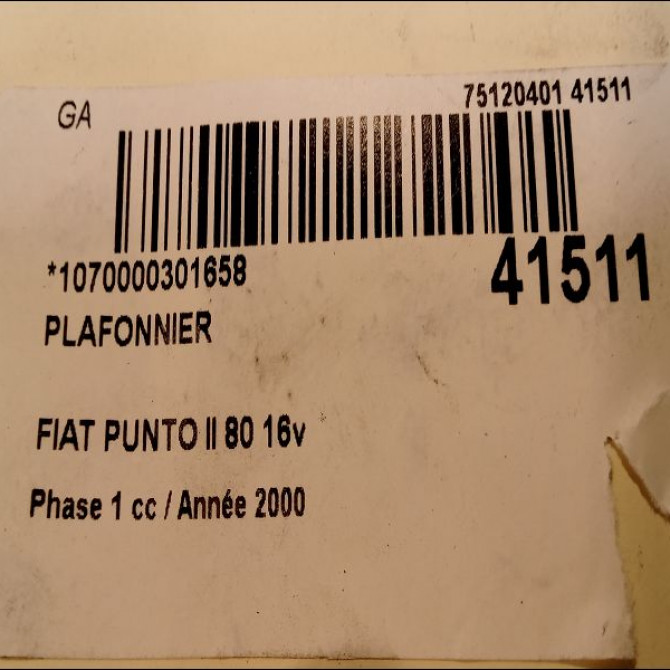 GA
75120401 41511
*1070000301658
41511
PLAFONNIER
FIAT PUNTO II 80 16v
Phase 1 cc / Année 2000